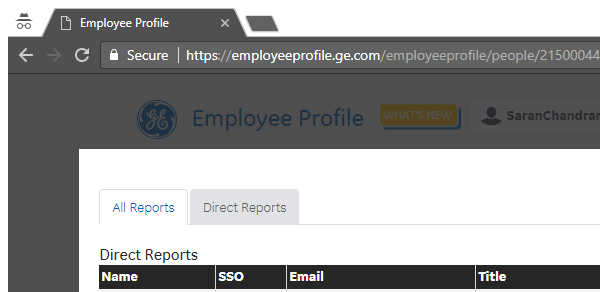 Employee Profile
Secure https://employeeprofile.ge.com/employeeprofile/people/21500044
Employee Profile WHAT'S NEW SaranChandran
All Reports Direct Reports
Direct Reports
Name SSO Email Title